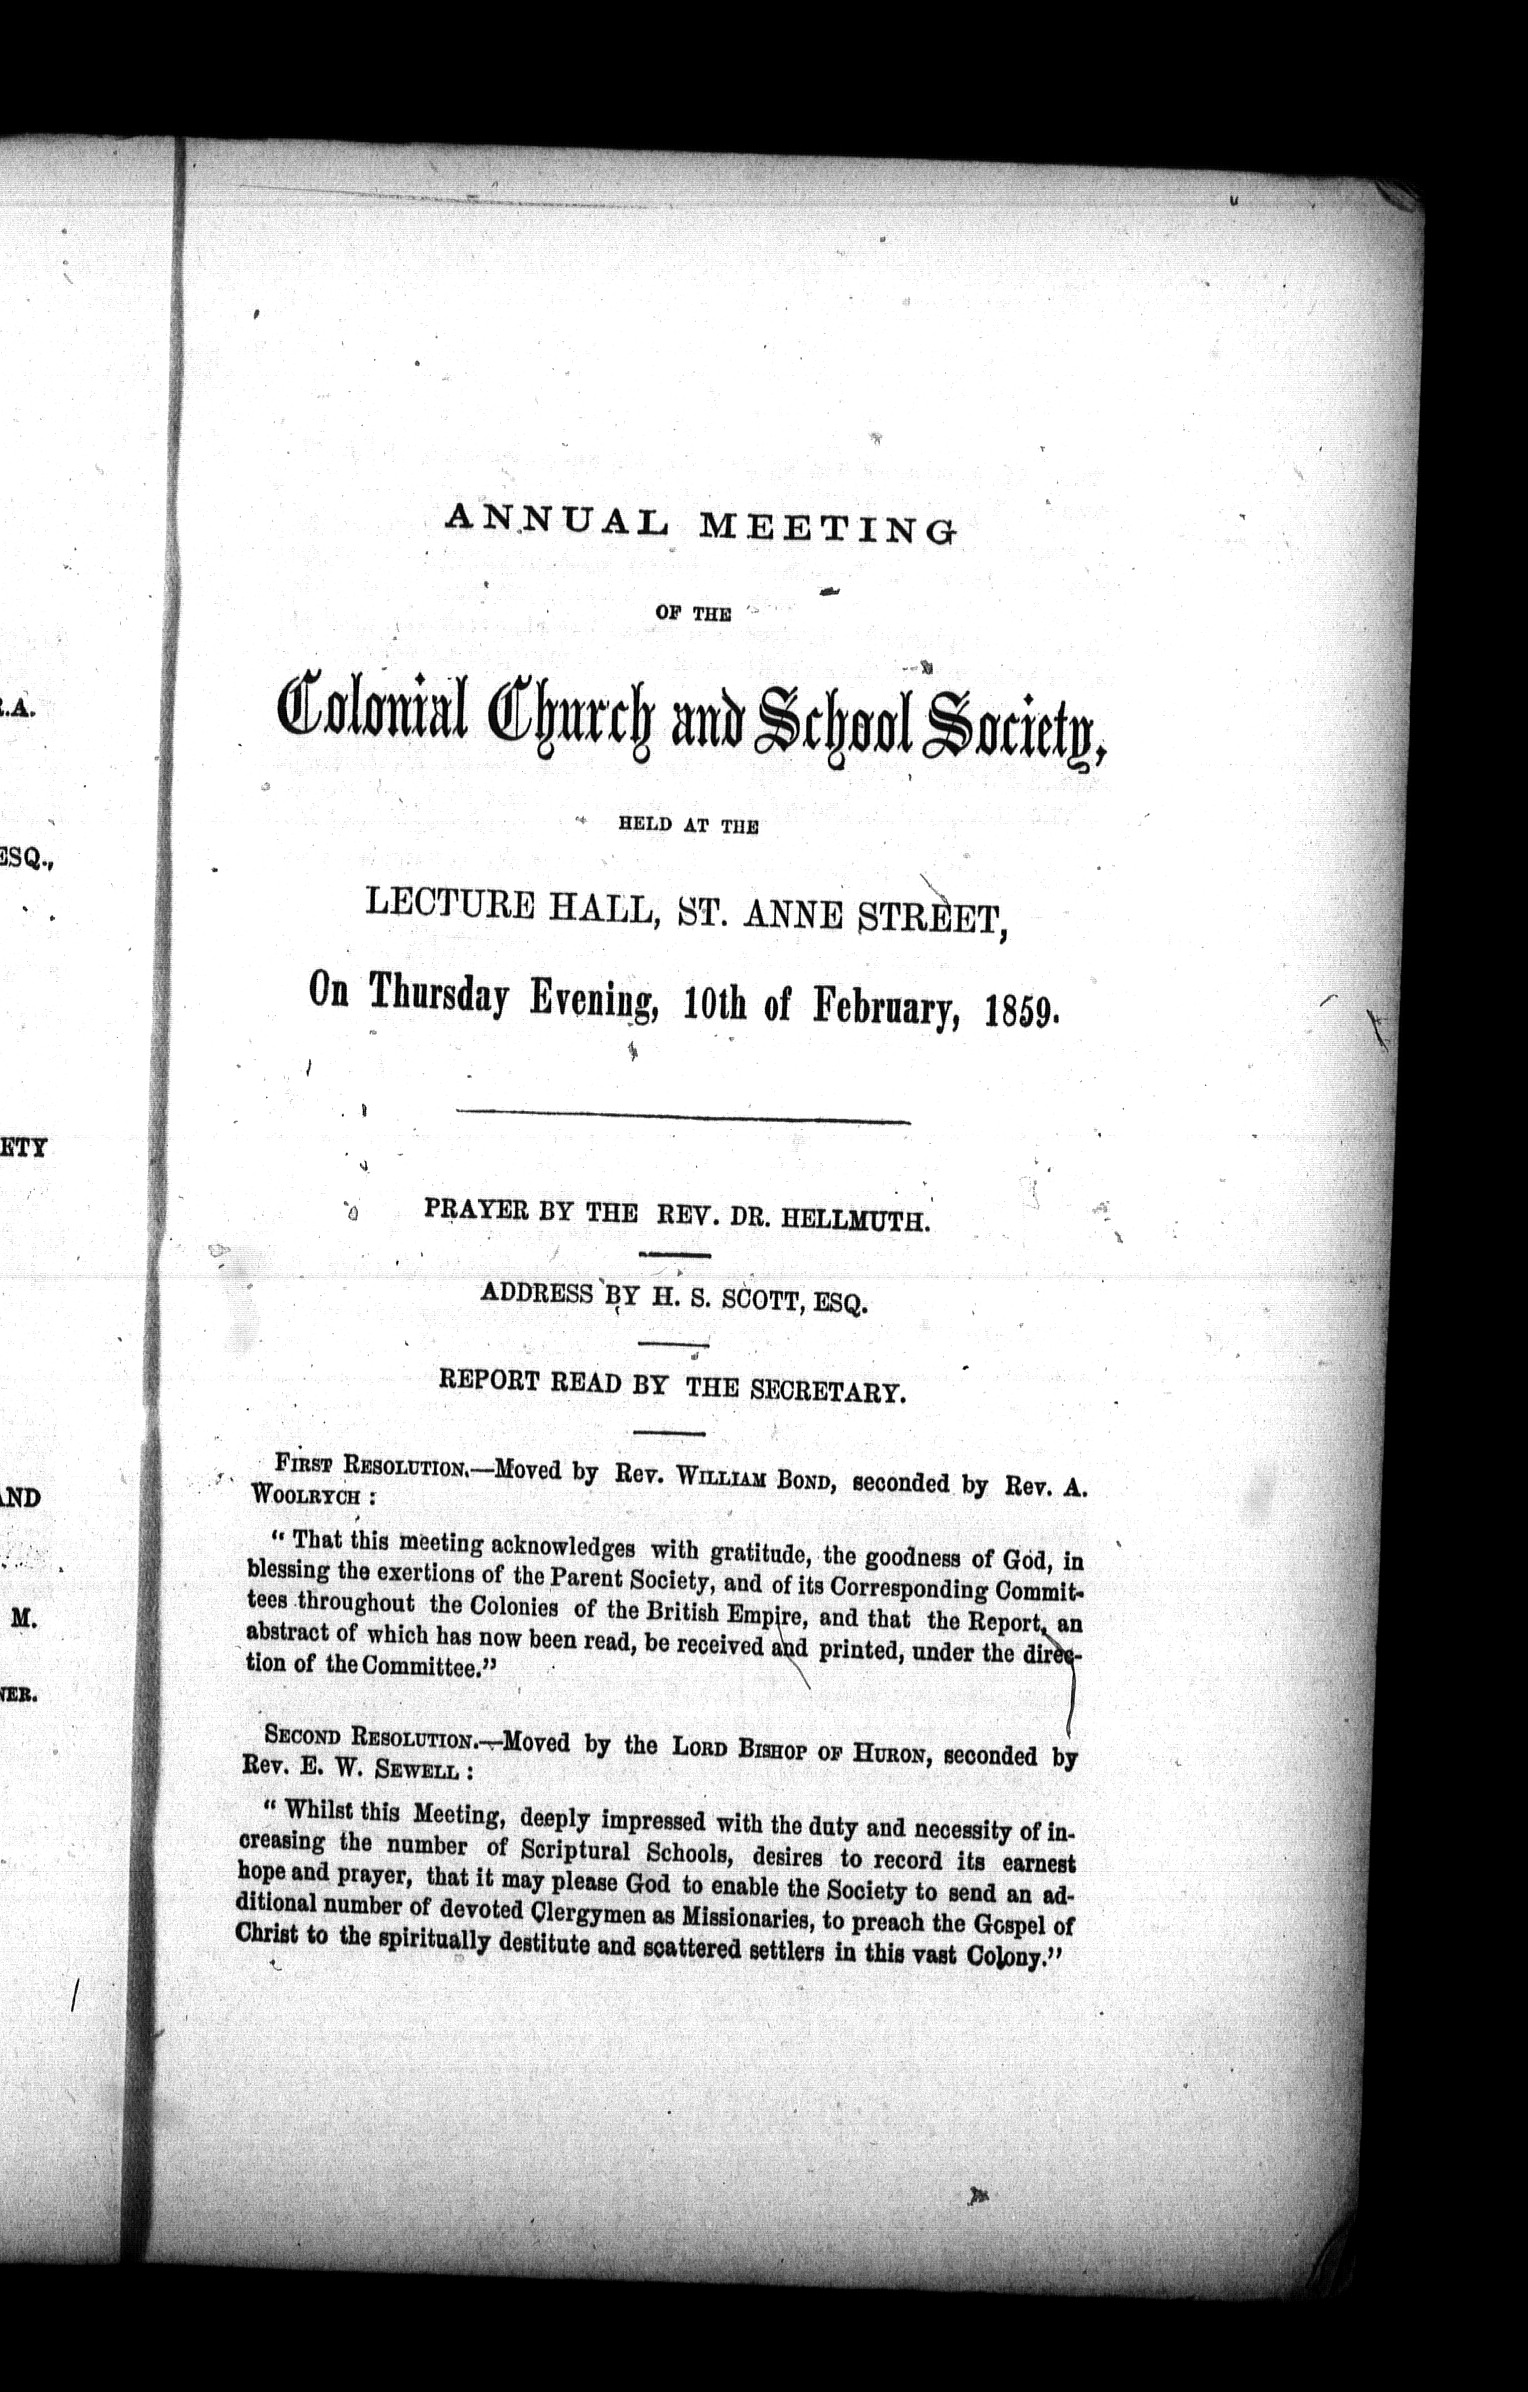 ANNUAL MEETING
OF THE
Colonial Church and School Society,
HELD AT THE
LECTURE HALL, ST. ANNE STREET,
On Thursday Evening, 10th of February, 1859.
PRAYER BY THE REV. DR. HELLMUTH.
ADDRESS BY H. S. SCOTT, ESQ.
REPORT READ BY THE SECRETARY.
FIRST RESOLUTION.—Moved by Rev. WILLIAM BOND, seconded by Rev. A.
WOOLRYCH :
“ That this meeting acknowledges with gratitude, the goodness of God, in
blessing the exertions of the Parent Society, and of its Corresponding Commit-
tees throughout the Colonies of the British Empire, and that the Report, an
abstract of which has now been read, be received and printed, under the direc-
tion of the Committee.”
SECOND RESOLUTION.—Moved by the LORD BISHOP OF HURON, seconded by
Rev. E. W. SEWELL :
“ Whilst this Meeting, deeply impressed with the duty and necessity of in-
creasing the number of Scriptural Schools, desires to record its earnest
hope and prayer, that it may please God to enable the Society to send an ad-
ditional number of devoted Clergymen as Missionaries, to preach the Gospel of
Christ to the spiritually destitute and scattered settlers in this vast Colony.”
ESQ.,
ETY
AND
M.